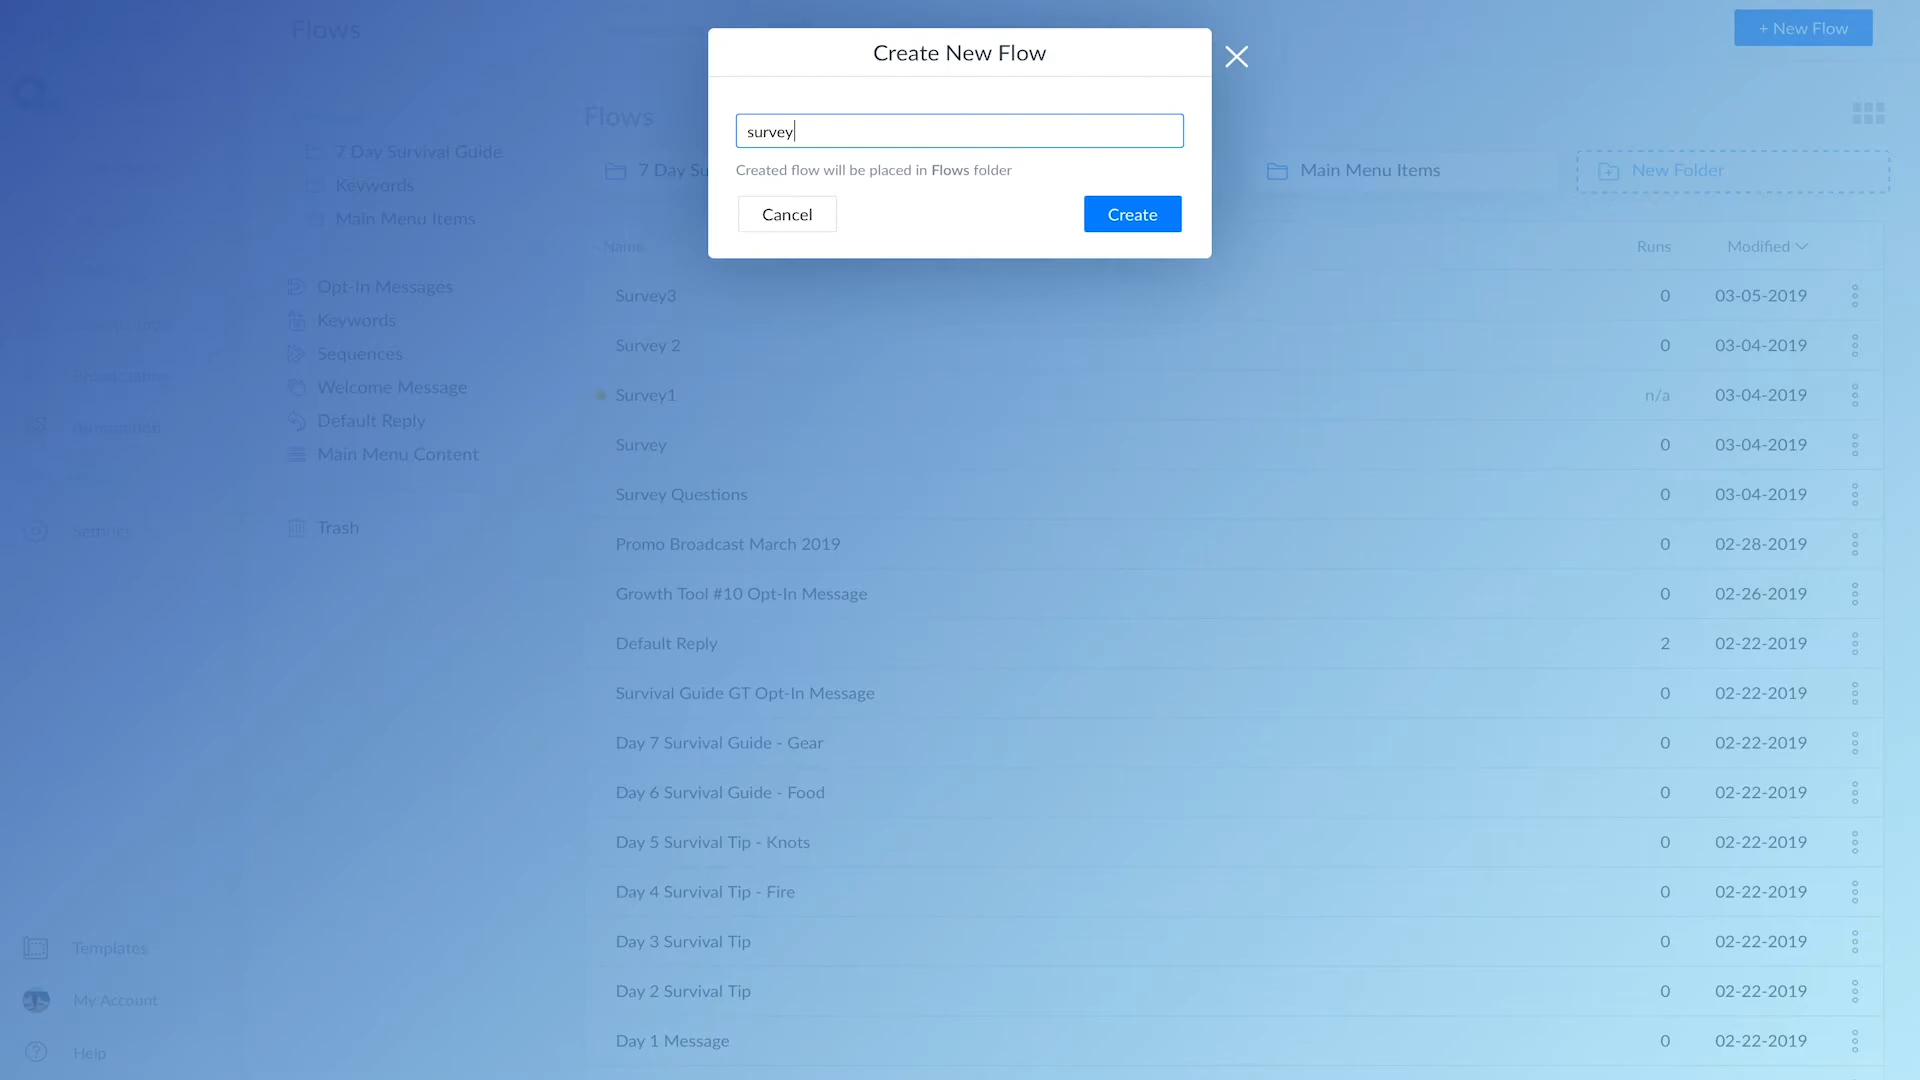 Flows
+ New Flow
Create New Flow
survey
Created flow will be placed in Flows folder
Cancel
Create
7 Day Survival Guide
Keywords
Main Menu Items
Opt-In Messages
Keywords
Sequences
Welcome Message
Default Reply
Main Menu Content
Trash
Automation
Settings
Templates
My Account
Help
Flows
7 Day Su
Main Menu Items
New Folder
Name Runs Modified
Survey3 0 03-05-2019
Survey 2 0 03-04-2019
Survey1 n/a 03-04-2019
Survey 0 03-04-2019
Survey Questions 0 03-04-2019
Promo Broadcast March 2019 0 02-28-2019
Growth Tool #10 Opt-In Message 0 02-26-2019
Default Reply 2 02-22-2019
Survival Guide GT Opt-In Message 0 02-22-2019
Day 7 Survival Guide - Gear 0 02-22-2019
Day 6 Survival Guide - Food 0 02-22-2019
Day 5 Survival Tip - Knots 0 02-22-2019
Day 4 Survival Tip - Fire 0 02-22-2019
Day 3 Survival Tip 0 02-22-2019
Day 2 Survival Tip 0 02-22-2019
Day 1 Message 0 02-22-2019